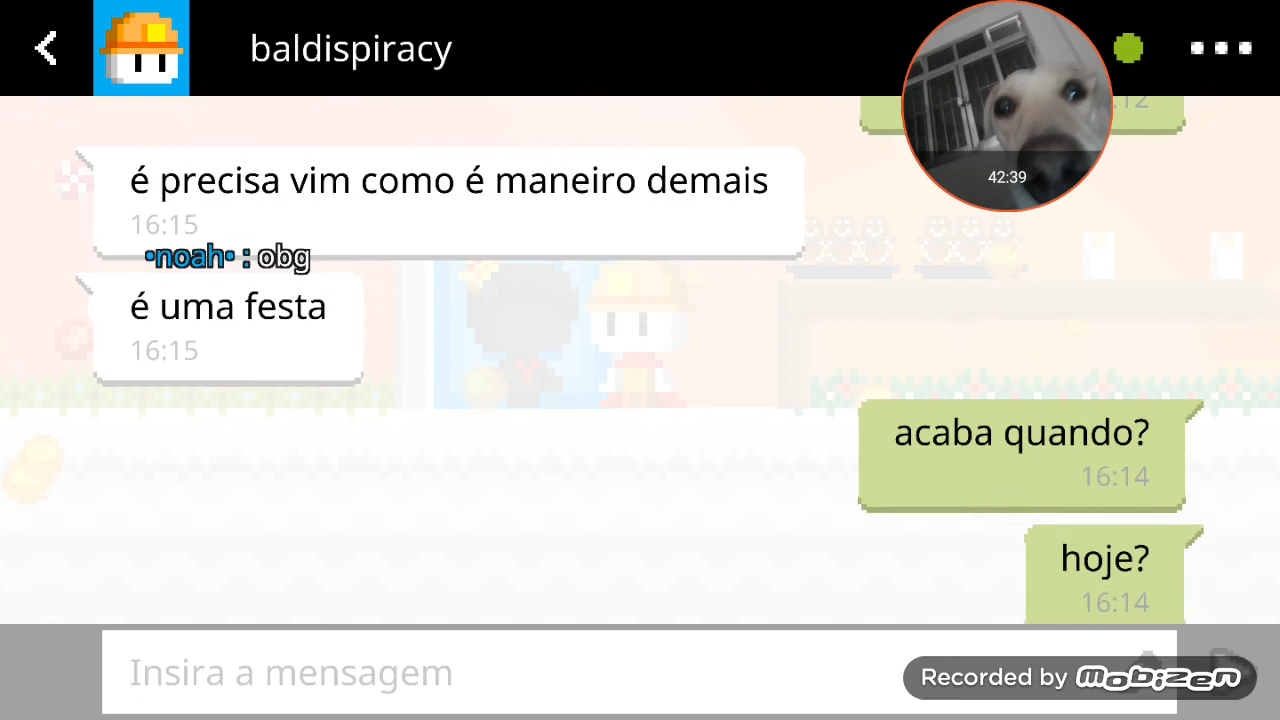 baldispiracy
:12
42:39
é precisa vim como é maneiro demais
16:15
•noah• : obg
é uma festa
16:15
acaba quando?
16:14
hoje?
16:14
Insira a mensagem
Recorded by mobizen